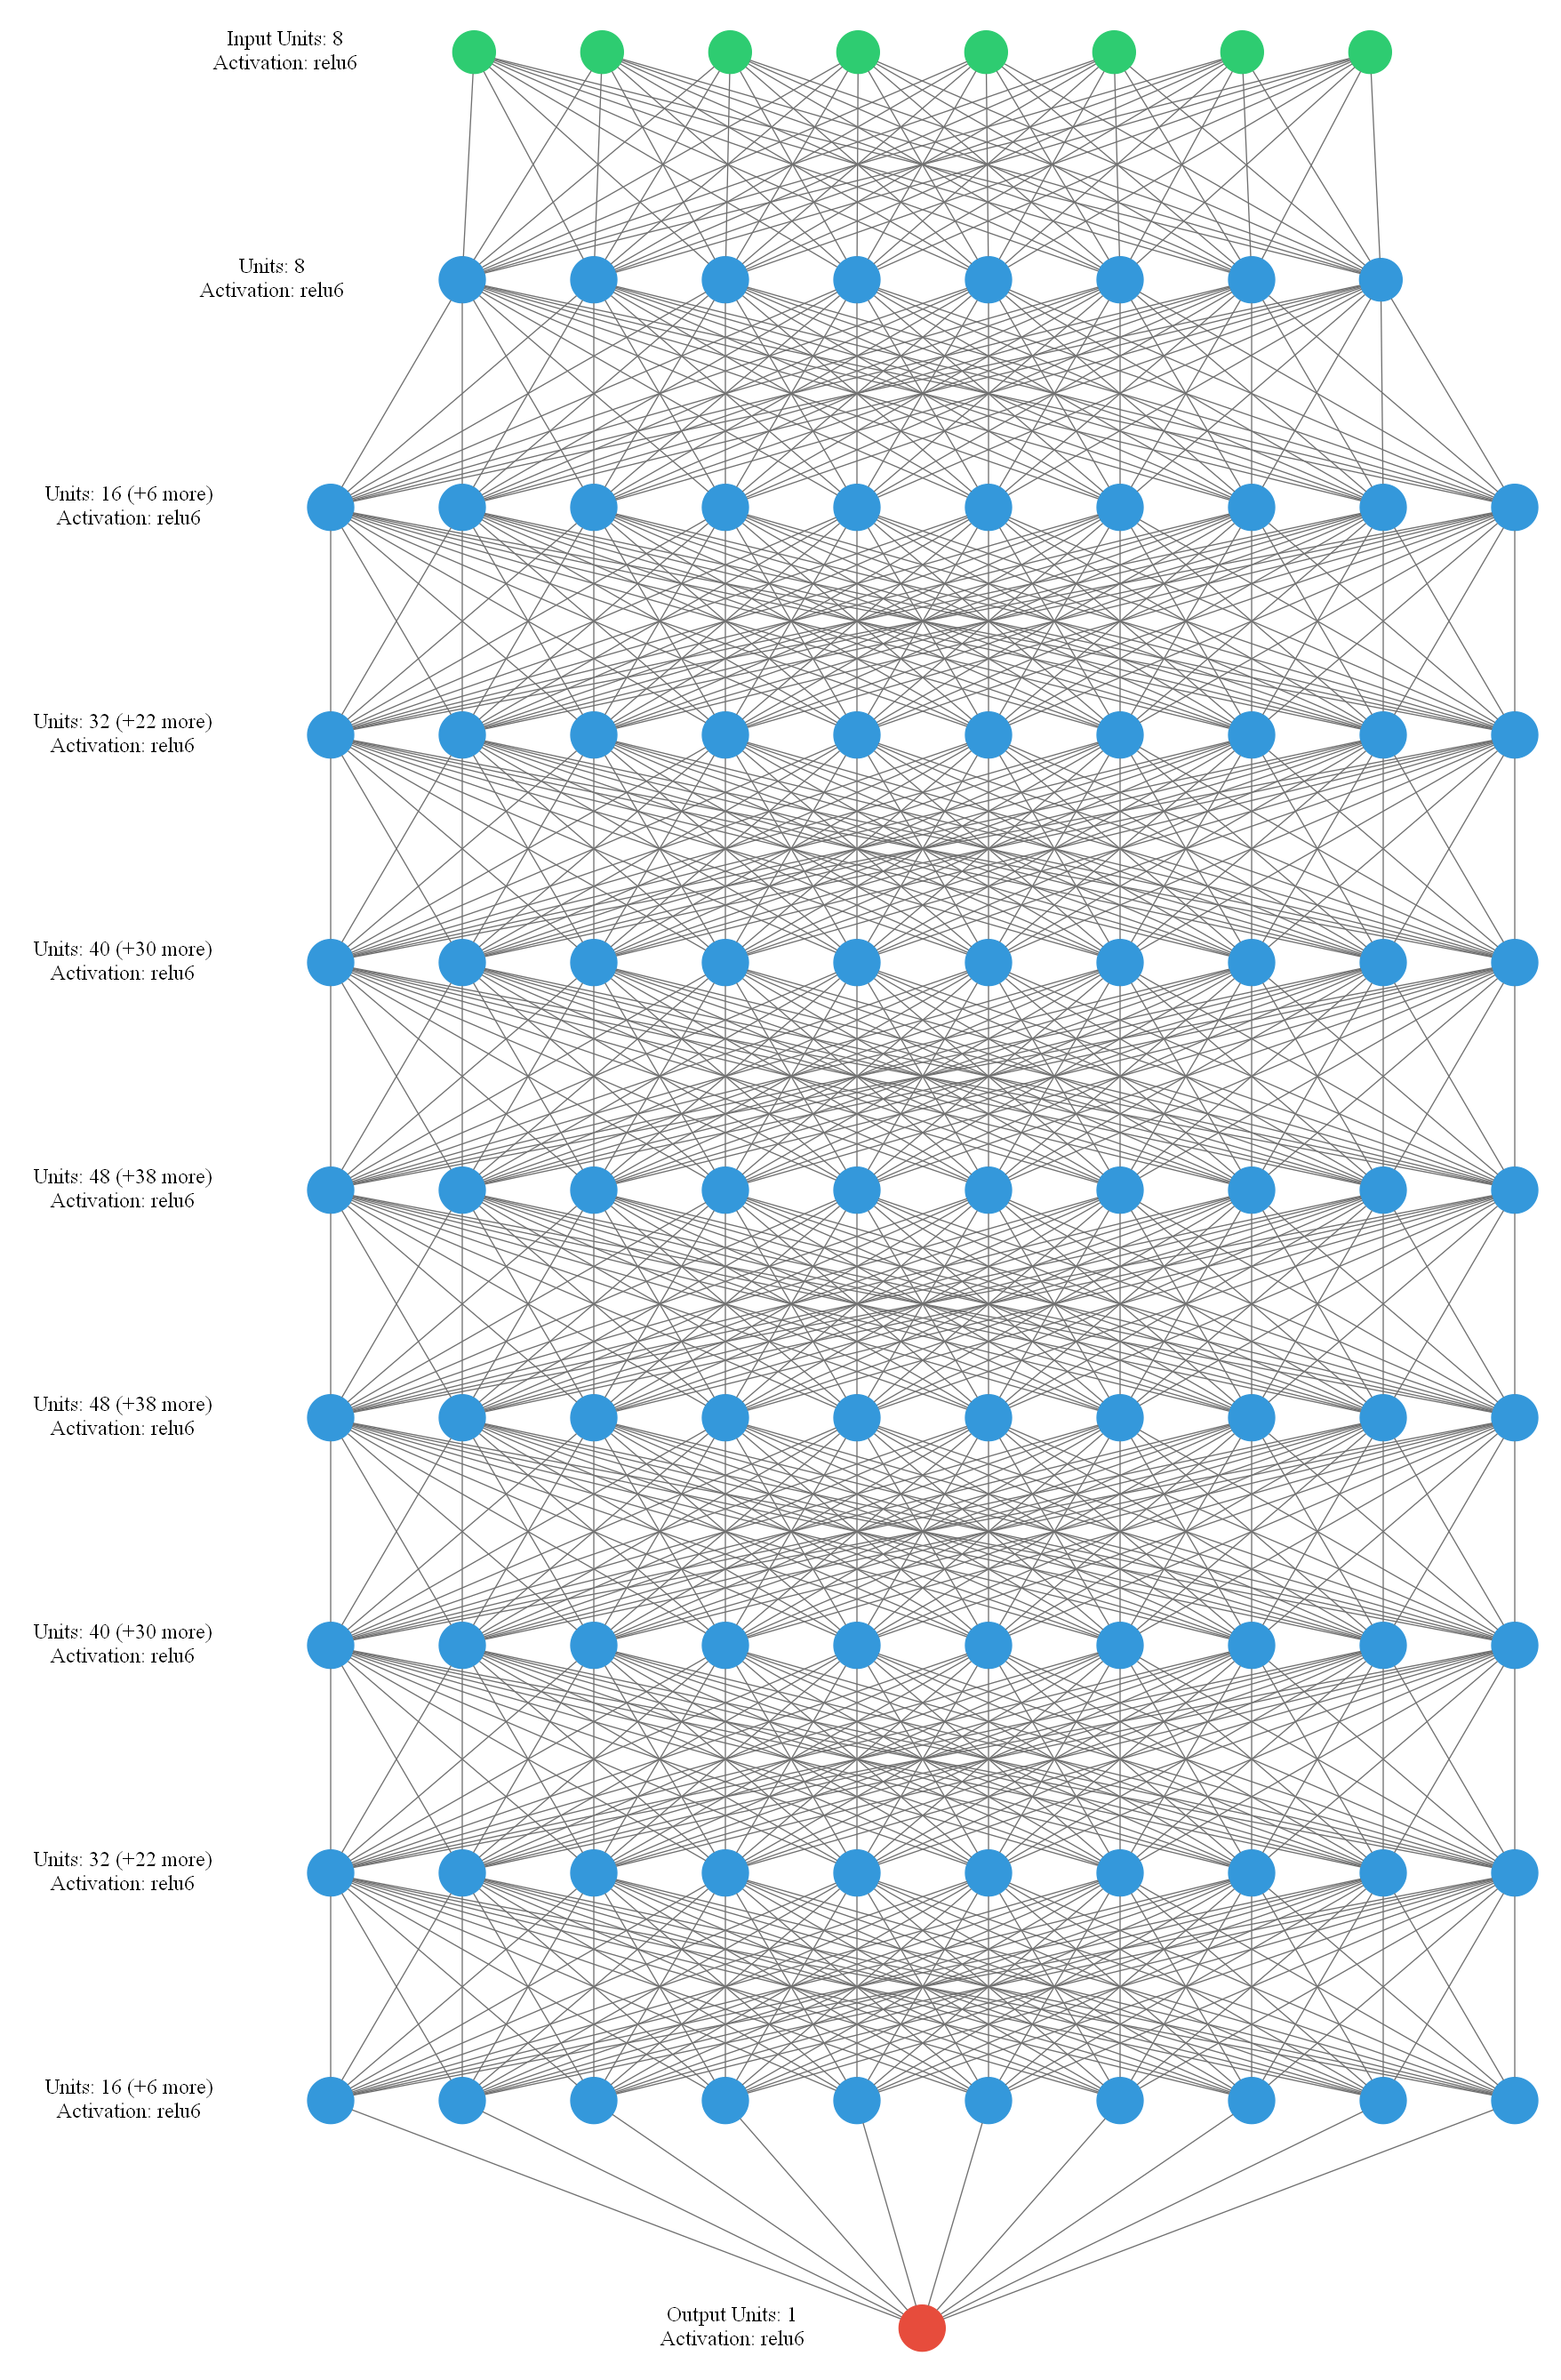 Input Units: 8
Activation: relu6
Units: 8
Activation: relu6
Units: 16 (+6 more)
Activation: relu6
Units: 32 (+22 more)
Activation: relu6
Units: 40 (+30 more)
Activation: relu6
Units: 48 (+38 more)
Activation: relu6
Units: 48 (+38 more)
Activation: relu6
Units: 40 (+30 more)
Activation: relu6
Units: 32 (+22 more)
Activation: relu6
Units: 16 (+6 more)
Activation: relu6
Output Units: 1
Activation: relu6